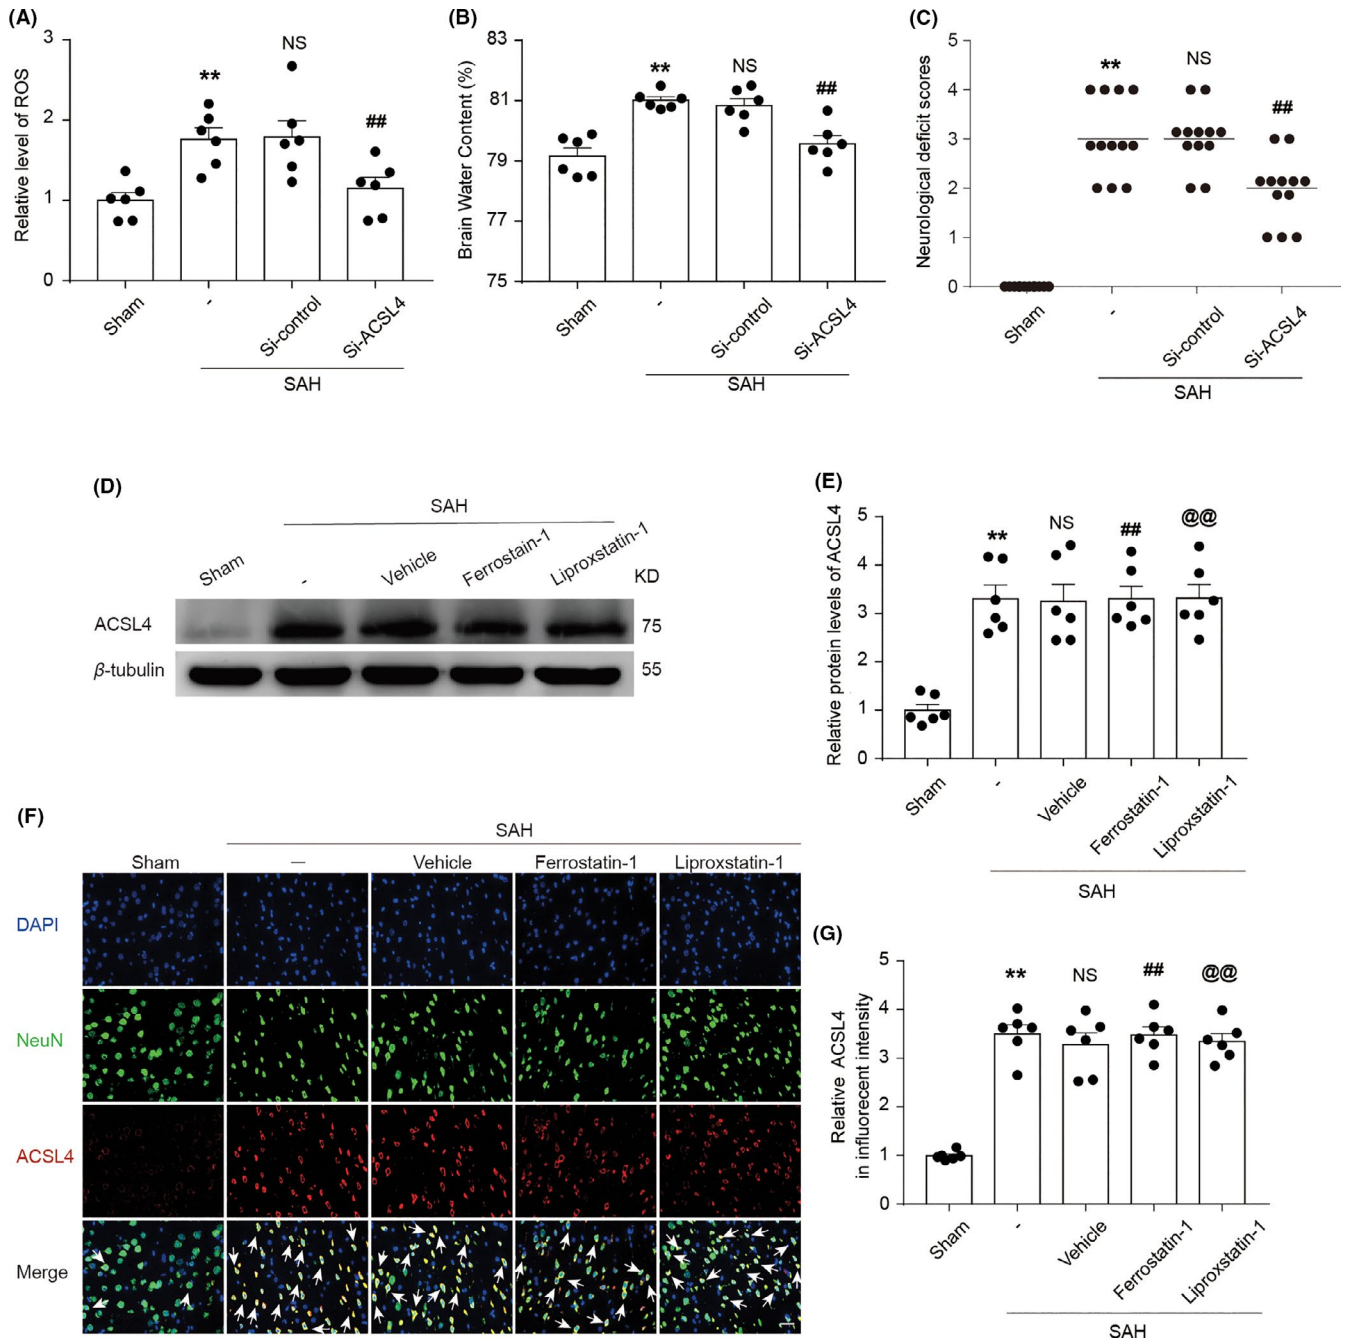 (A)
Relative level of ROS
3
2
1
0
**
NS
##
Sham
-
Si-control
Si-ACSL4
SAH
(B)
Brain Water Content (%)
83
81
79
77
75
**
NS
##
Sham
-
Si-control
Si-ACSL4
SAH
(C)
Neurological deficit scores
5
4
3
2
1
0
**
NS
##
Sham
-
Si-control
Si-ACSL4
SAH
(D)
SAH
Sham
-
Vehicle
Ferrostain-1
Liproxstatin-1
KD
ACSL4
75
β-tubulin
55
(E)
Relative protein levels of ACSL4
5
4
3
2
1
0
**
NS
##
@@
Sham
-
Vehicle
Ferrostatin-1
Liproxstatin-1
SAH
(F)
SAH
Sham
—
Vehicle
Ferrostatin-1
Liproxstatin-1
DAPI
NeuN
ACSL4
Merge
(G)
Relative ACSL4
in influorecent intensity
5
4
3
2
1
0
**
NS
##
@@
Sham
-
Vehicle
Ferrostatin-1
Liproxstatin-1
SAH